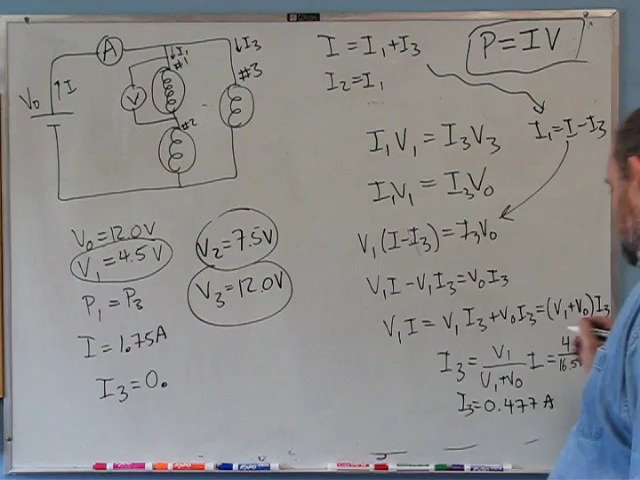 A
↓I₁
↓I₃
#1
#3
V₀
↑I
V
#2
V₀=12.0V
V₁=4.5V
P₁=P₃
I=1.75A
I₃=0.
V₂=7.5V
V₃=12.0V
I=I₁+I₃
I₂=I₁
P=IV
I₁=I-I₃
I₁V₁=I₃V₃
I₁V₁=I₃V₀
V₁(I-I₃)=I₃V₀
V₁I-V₁I₃=V₀I₃
V₁I=V₁I₃+V₀I₃=(V₁+V₀)I₃
I₃=V₁/(V₁+V₀) I=
I₃=0.477A